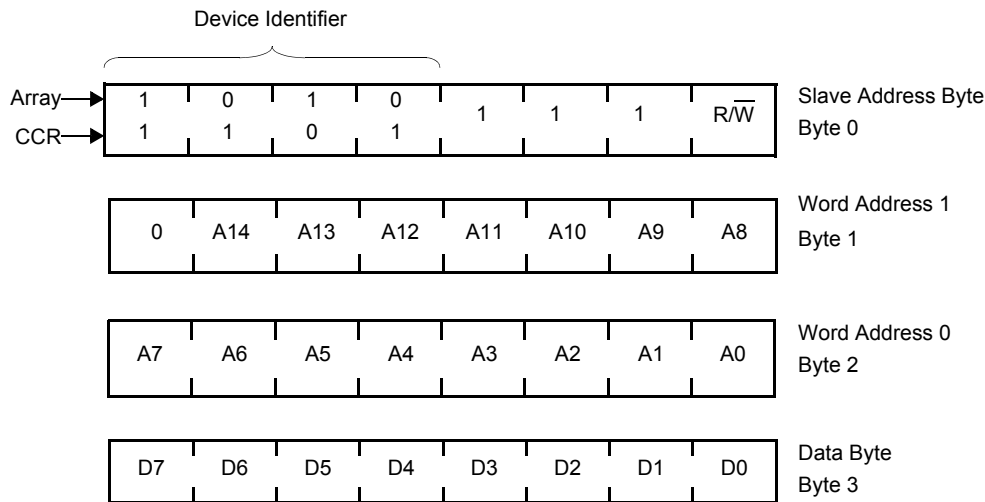 Device Identifier
Array 1 0 1 0 1 1 1 R/W̅ Slave Address Byte
CCR 1 1 0 1 Byte 0
0 A14 A13 A12 A11 A10 A9 A8 Word Address 1
Byte 1
A7 A6 A5 A4 A3 A2 A1 A0 Word Address 0
Byte 2
D7 D6 D5 D4 D3 D2 D1 D0 Data Byte
Byte 3